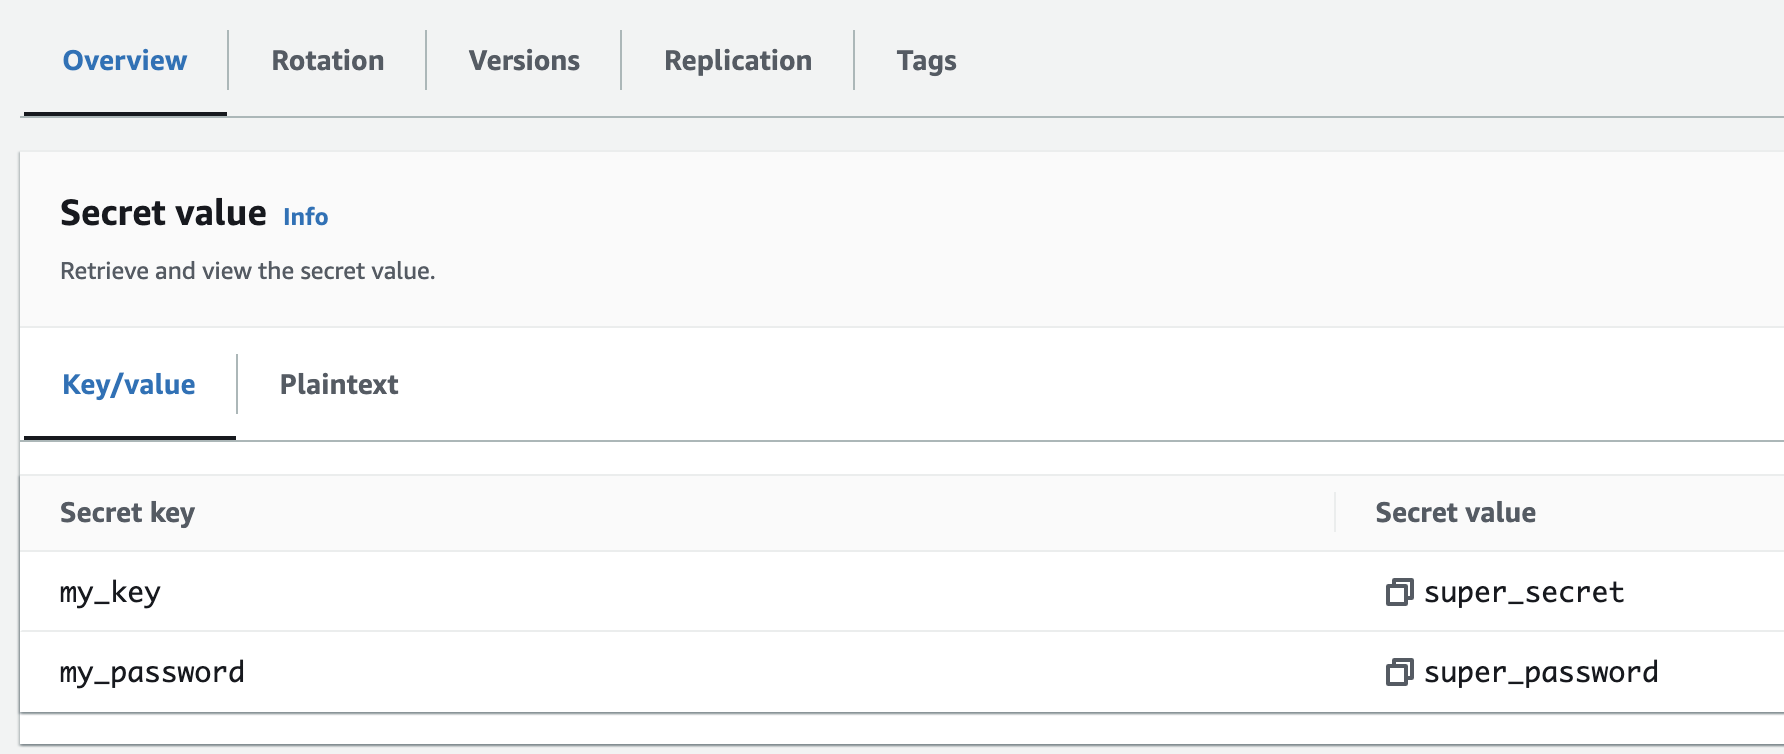 Overview Rotation Versions Replication Tags
Secret value Info
Retrieve and view the secret value.
Key/value Plaintext
Secret key Secret value
my_key super_secret
my_password super_password